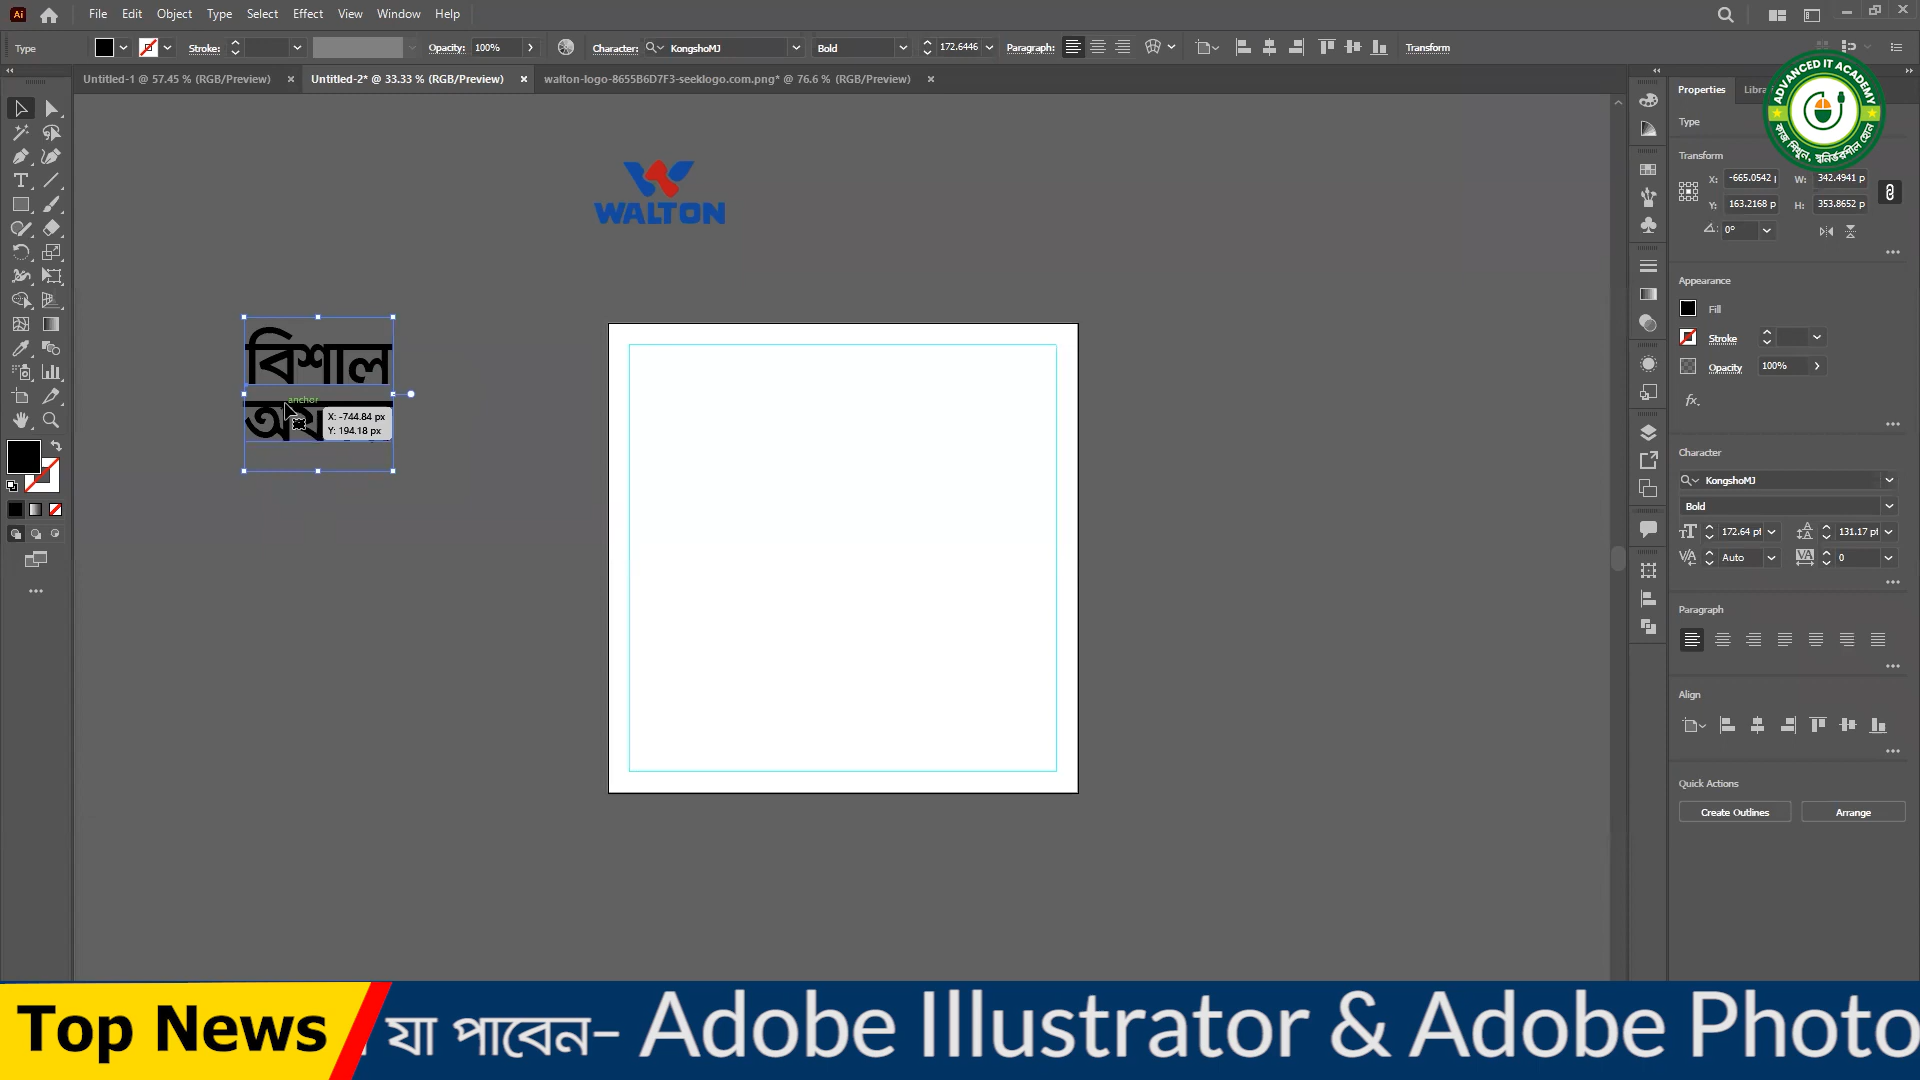 Ai File Edit Object Type Select Effect View Window Help
Type Stroke: Opacity: 100% Character: KongshoMJ Bold 172.6446 Paragraph: Transform
Untitled-1 @ 57.45 % (RGB/Preview) × Untitled-2* @ 33.33 % (RGB/Preview) × walton-logo-8655B6D7F3-seeklogo.com.png* @ 76.6 % (RGB/Preview) ×
ADVANCED IT ACADEMY
কাজ শিখুন, স্বনির্ভরশীল হোন
Properties
Type
Transform
X: -665.0542 W: 342.4941 p
Y: 163.2168 p H: 353.8652 p
0°
Appearance
Fill
Stroke
Opacity 100%
fx
Character
KongshoMJ
Bold
172.64 pt 131.17 pt
Auto 0
Paragraph
Align
Quick Actions
Create Outlines Arrange
WALTON
বিশাল
anchor
X: -744.84 px
Y: 194.18 px
Top News যা পাবেন– Adobe Illustrator & Adobe Photo